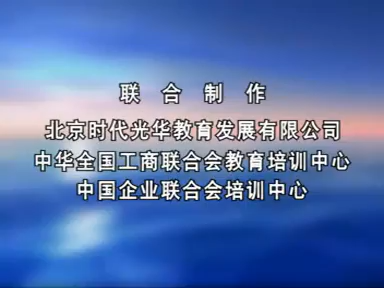 联 合 制 作
北京时代光华教育发展有限公司
中华全国工商联合会教育培训中心
中国企业联合会培训中心